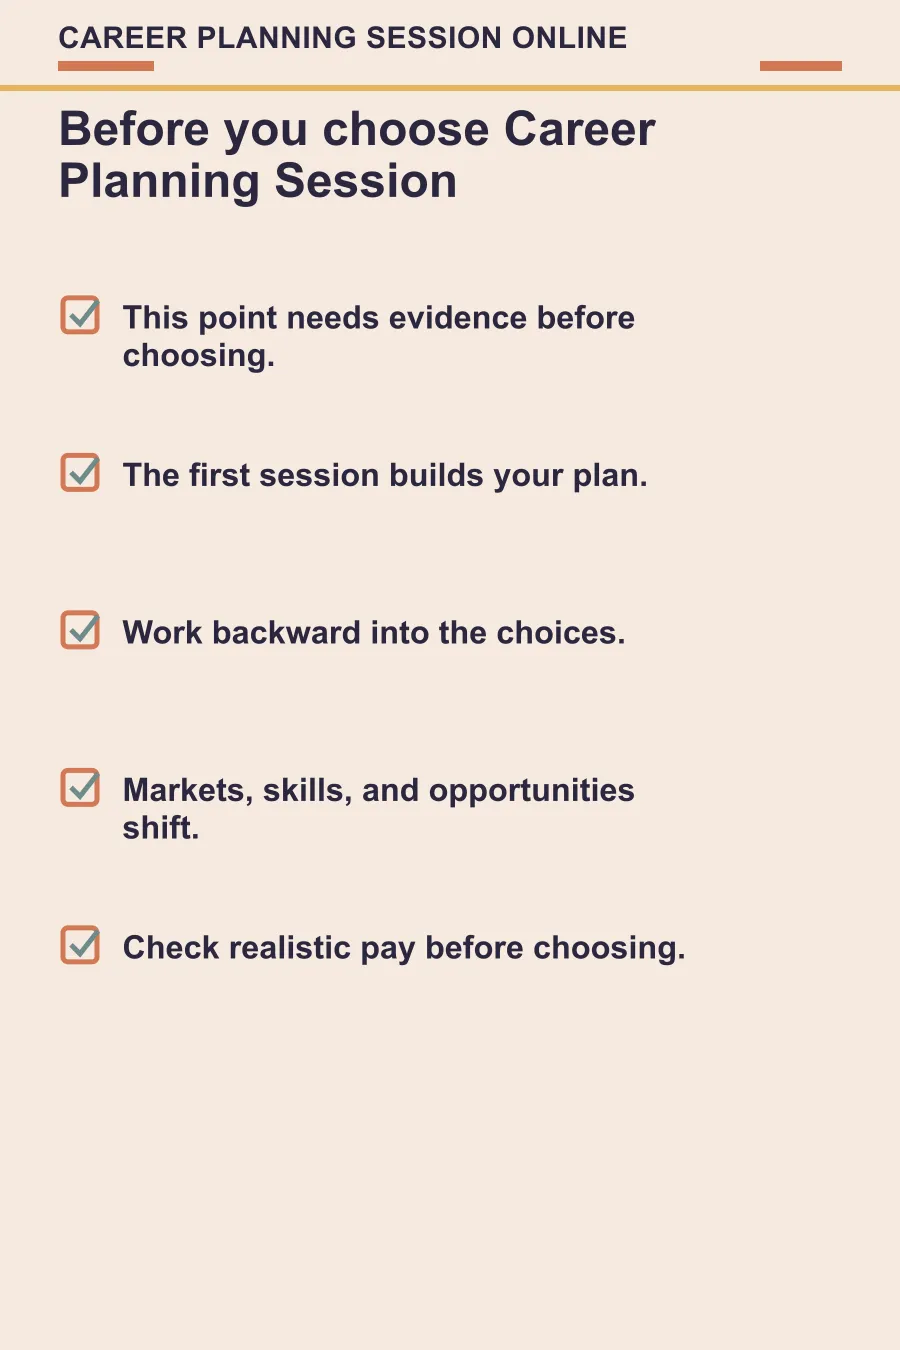 CAREER PLANNING SESSION ONLINE
Before you choose Career
Planning Session
This point needs evidence before
choosing.
The first session builds your plan.
Work backward into the choices.
Markets, skills, and opportunities
shift.
Check realistic pay before choosing.